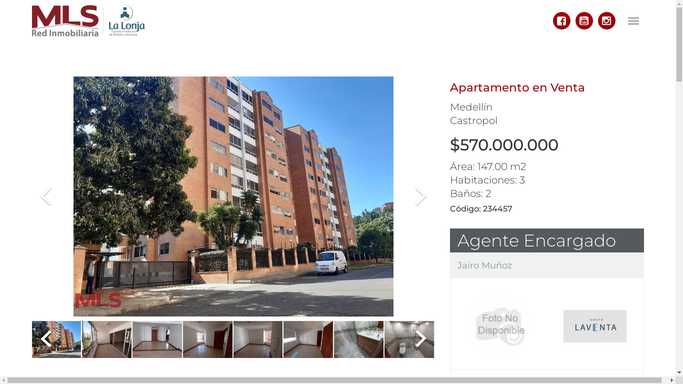 MLS
Red Inmobiliaria
La Lonja
Apartamento en Venta
Medellín
Castropol
$570.000.000
Área: 147.00 m2
Habitaciones: 3
Baños: 2
Código: 234457
Agente Encargado
Jairo Muñoz
MLS
Foto No
Disponible
LAVENTA